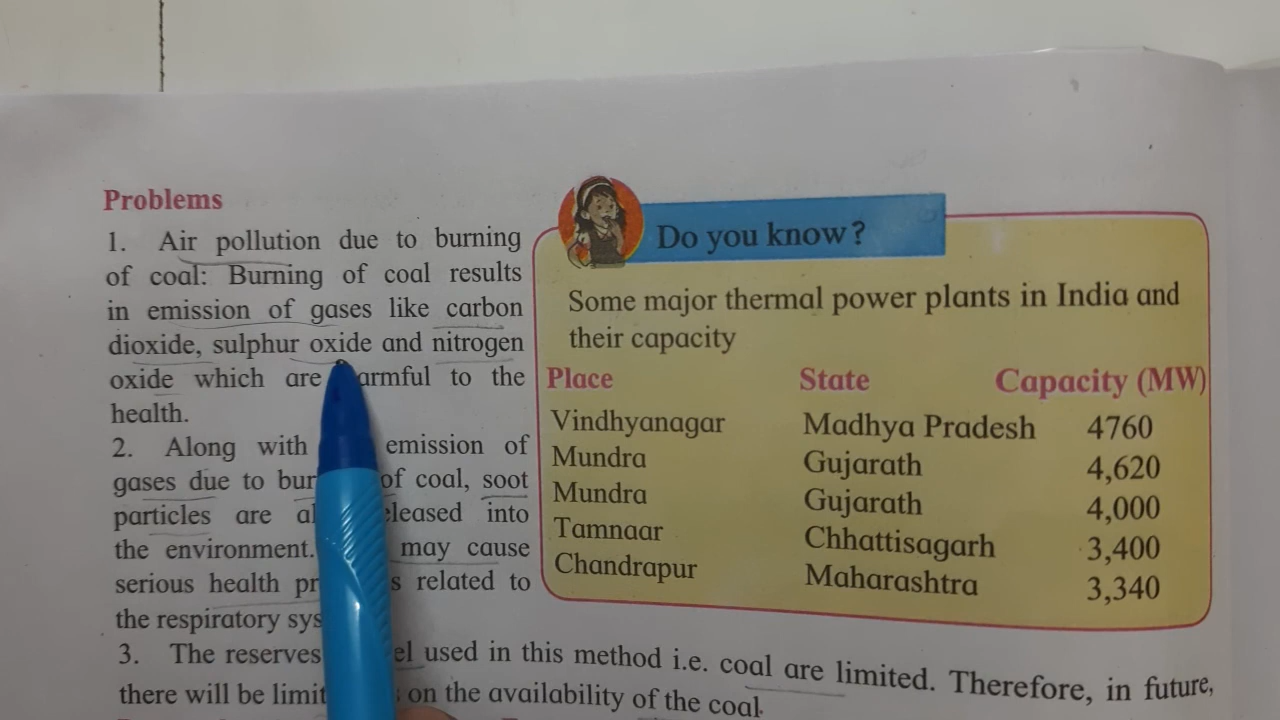 Problems
1. Air pollution due to burning
of coal: Burning of coal results
in emission of gases like carbon
dioxide, sulphur oxide and nitrogen
oxide which are armful to the
health.
2. Along with emission of
gases due to bur of coal, soot
particles are al eleased into
the environment. may cause
serious health pr s related to
the respiratory sys
Do you know?
Some major thermal power plants in India and
their capacity
Place State Capacity (MW)
Vindhyanagar Madhya Pradesh 4760
Mundra Gujarath 4,620
Mundra Gujarath 4,000
Tamnaar Chhattisagarh 3,400
Chandrapur Maharashtra 3,340
3. The reserves el used in this method i.e. coal are limited. Therefore, in future,
there will be limit on the availability of the coal.